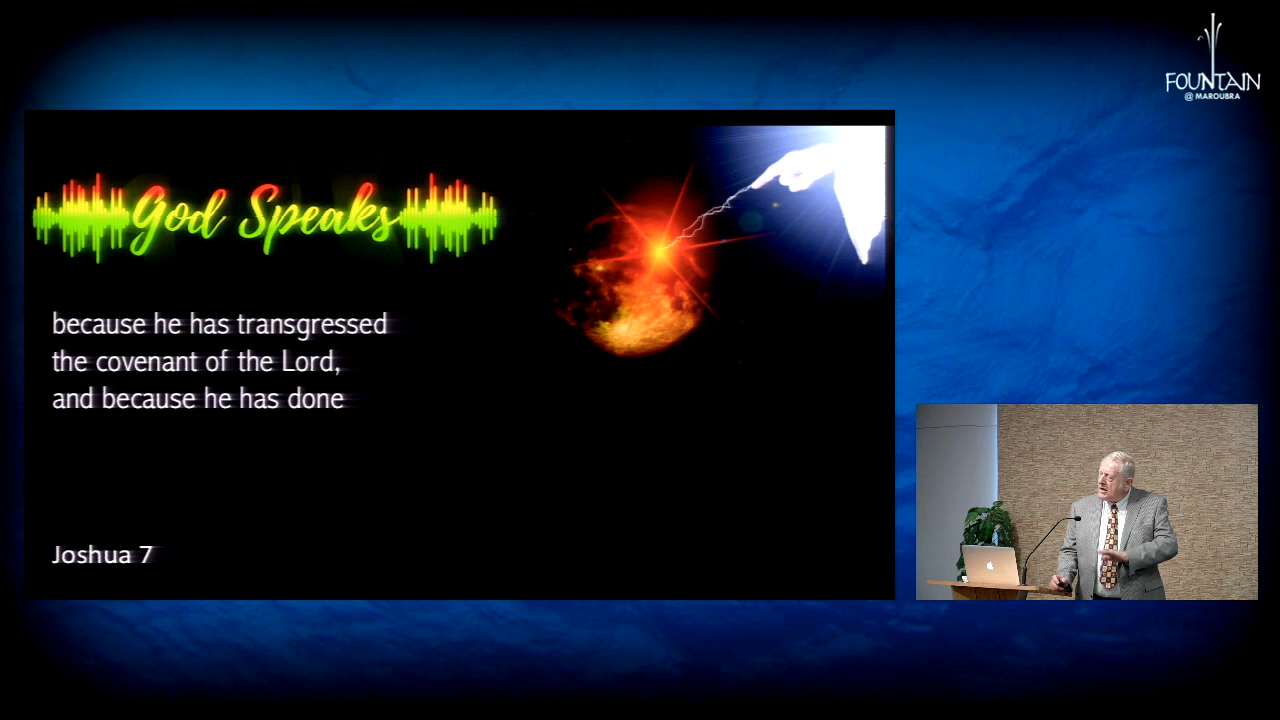 FOUNTAIN
@ MAROUBRA
God Speaks
because he has transgressed
the covenant of the Lord,
and because he has done
Joshua 7